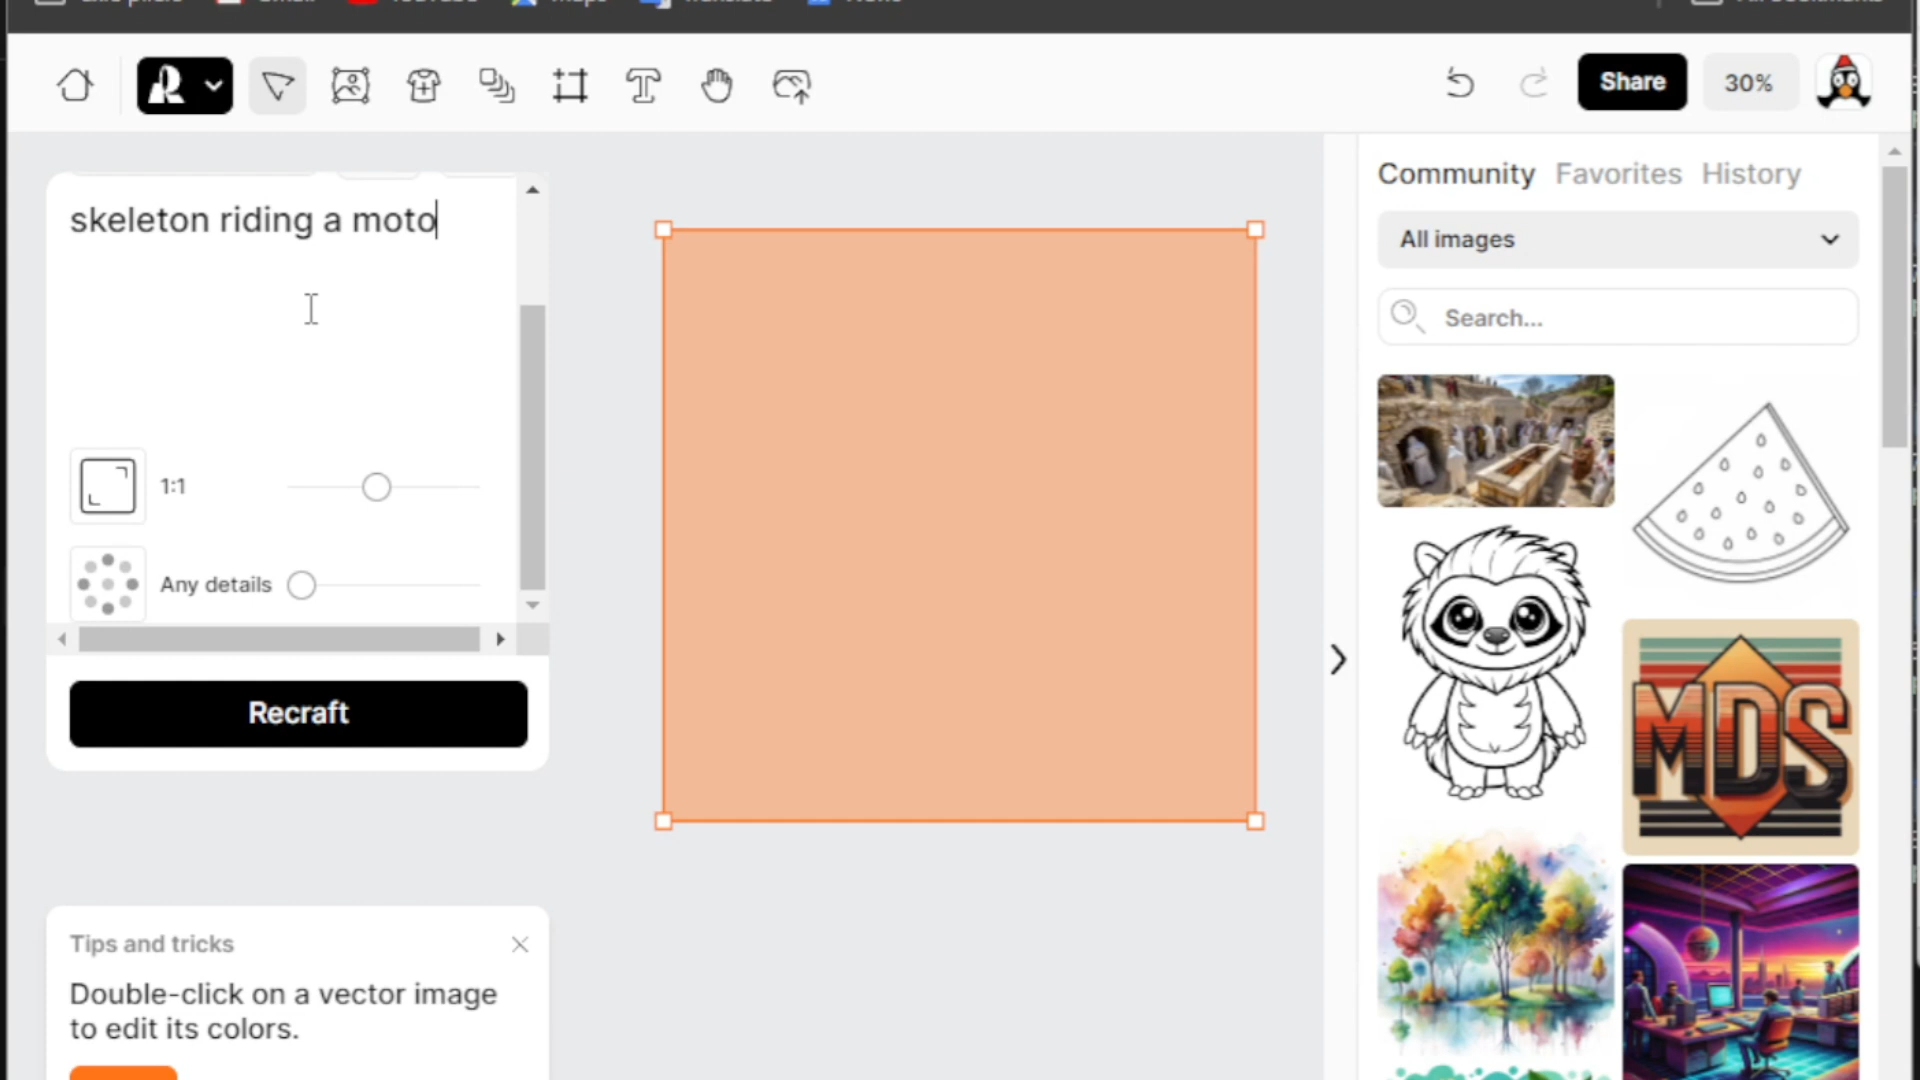 Share
30%
skeleton riding a moto
1:1
Any details
Recraft
Tips and tricks
Double-click on a vector image
to edit its colors.
Community
Favorites
History
All images
Search...
MDS